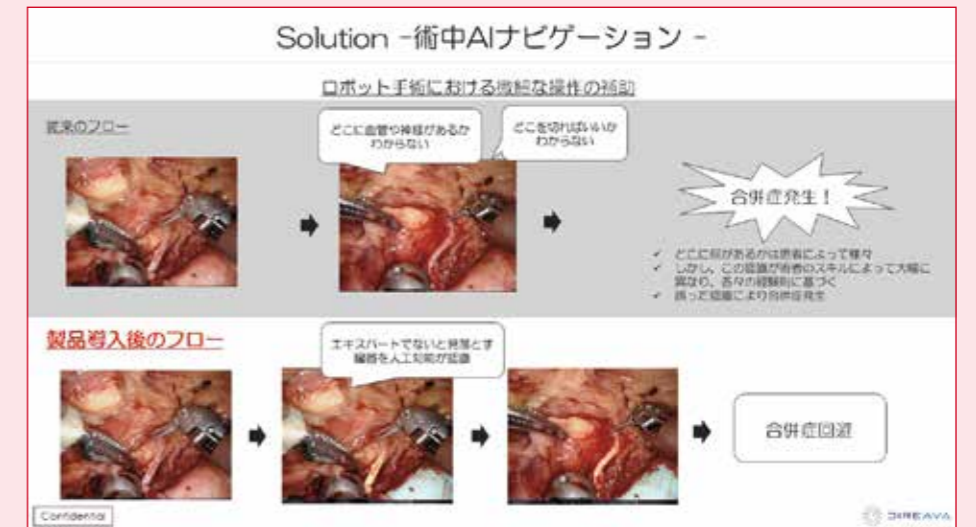 Solution -術中AIナビゲーション -
ロボット手術における微細な操作の補助
従来のフロー
どこに血管や神経があるか
わからない
どこを切ればいいか
わからない
合併症発生！
✓ どこに何があるかは患者によって様々
✓ しかし、この認識が術者のスキルによって大幅に
異なり、各々の経験則に基づく
✓ 誤った認識により合併症発生
製品導入後のフロー
エキスパートでないと見落とす
臓器を人工知能が認識
合併症回避
Confidential
DIREAVA